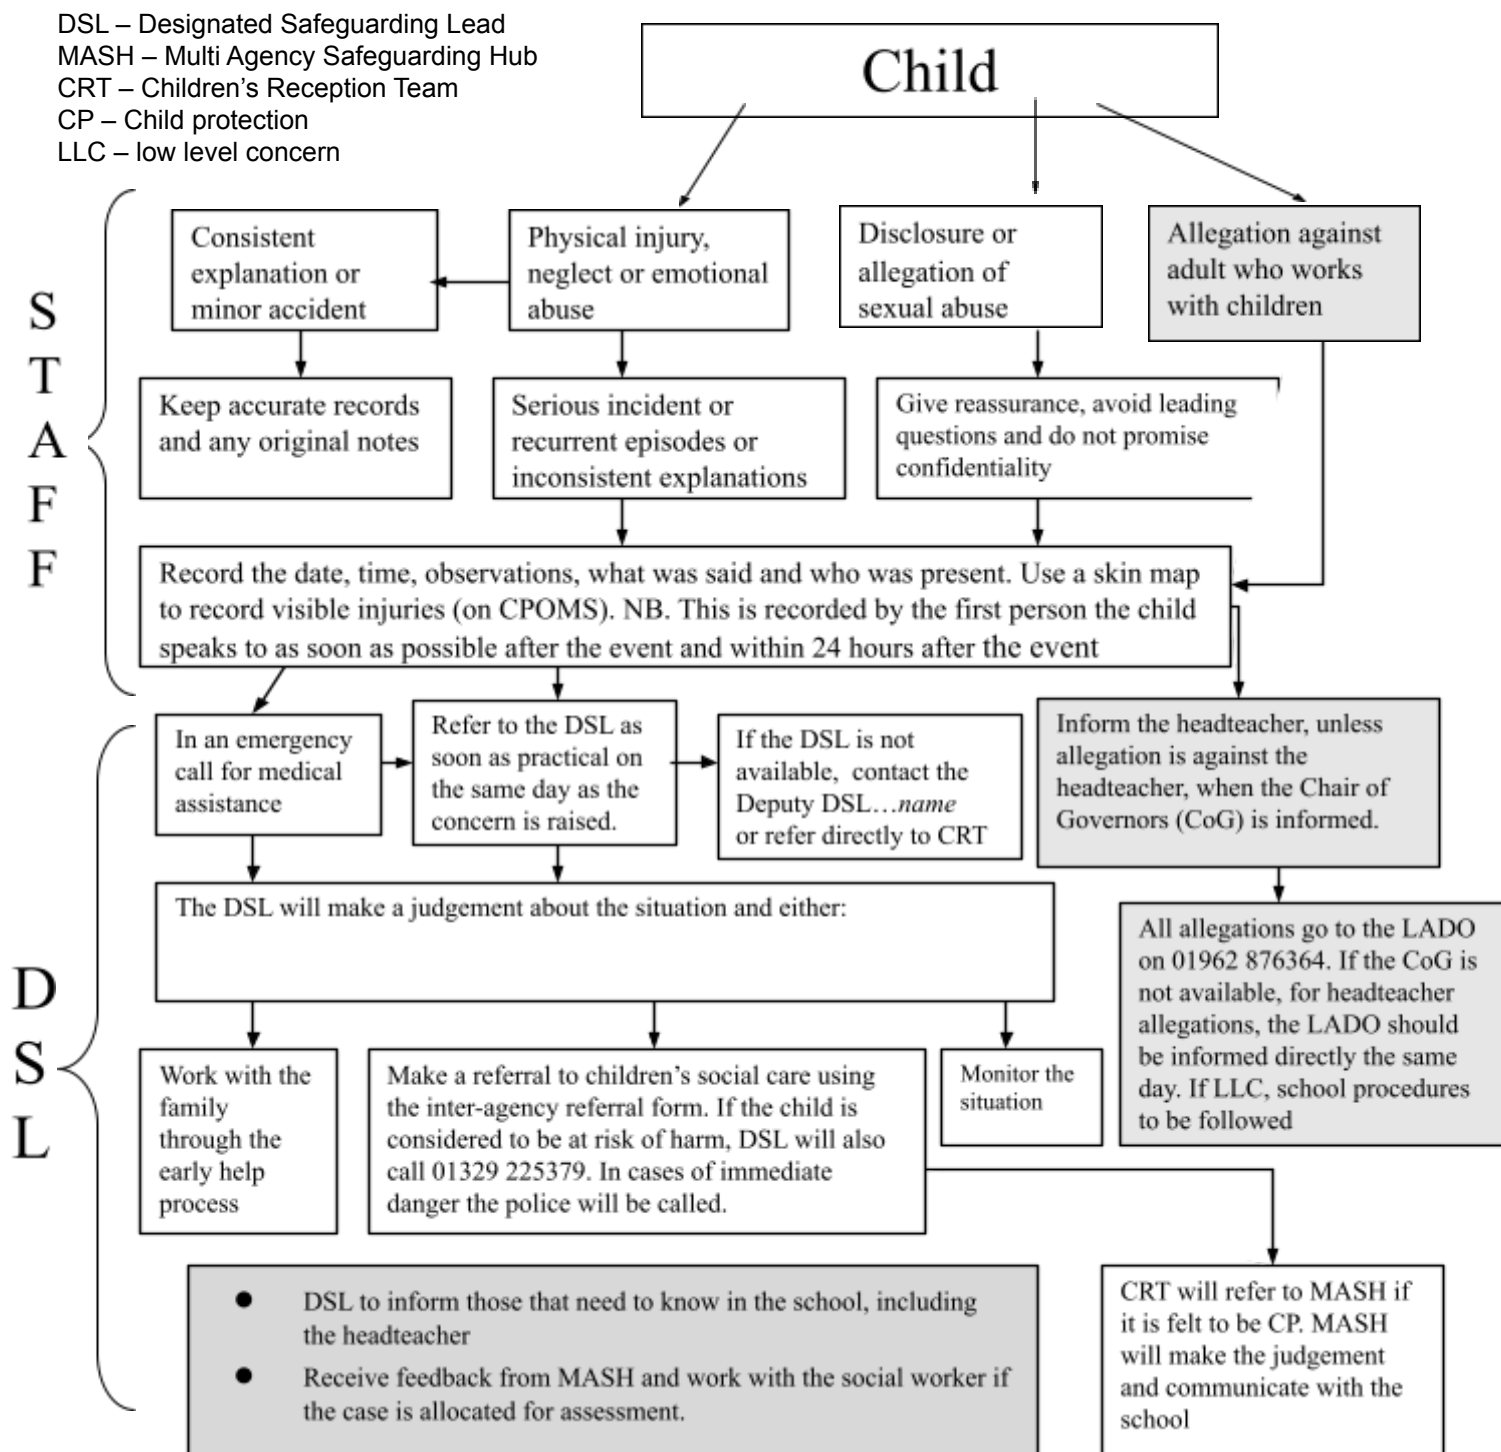 DSL – Designated Safeguarding Lead
MASH – Multi Agency Safeguarding Hub
CRT – Children's Reception Team
CP – Child protection
LLC – low level concern
Child
S
T
A
F
F
Consistent
explanation or
minor accident
Physical injury,
neglect or emotional
abuse
Disclosure or
allegation of
sexual abuse
Allegation against
adult who works
with children
Keep accurate records
and any original notes
Serious incident or
recurrent episodes or
inconsistent explanations
Give reassurance, avoid leading
questions and do not promise
confidentiality
Record the date, time, observations, what was said and who was present. Use a skin map
to record visible injuries (on CPOMS). NB. This is recorded by the first person the child
speaks to as soon as possible after the event and within 24 hours after the event
D
S
L
In an emergency
call for medical
assistance
Refer to the DSL as
soon as practical on
the same day as the
concern is raised.
If the DSL is not
available, contact the
Deputy DSL…name
or refer directly to CRT
Inform the headteacher, unless
allegation is against the
headteacher, when the Chair of
Governors (CoG) is informed.
The DSL will make a judgement about the situation and either:
All allegations go to the LADO
on 01962 876364. If the CoG is
not available, for headteacher
allegations, the LADO should
be informed directly the same
day. If LLC, school procedures
to be followed
Work with the
family
through the
early help
process
Make a referral to children's social care using
the inter-agency referral form. If the child is
considered to be at risk of harm, DSL will also
call 01329 225379. In cases of immediate
danger the police will be called.
Monitor the
situation
● DSL to inform those that need to know in the school, including
the headteacher
● Receive feedback from MASH and work with the social worker if
the case is allocated for assessment.
CRT will refer to MASH if
it is felt to be CP. MASH
will make the judgement
and communicate with the
school